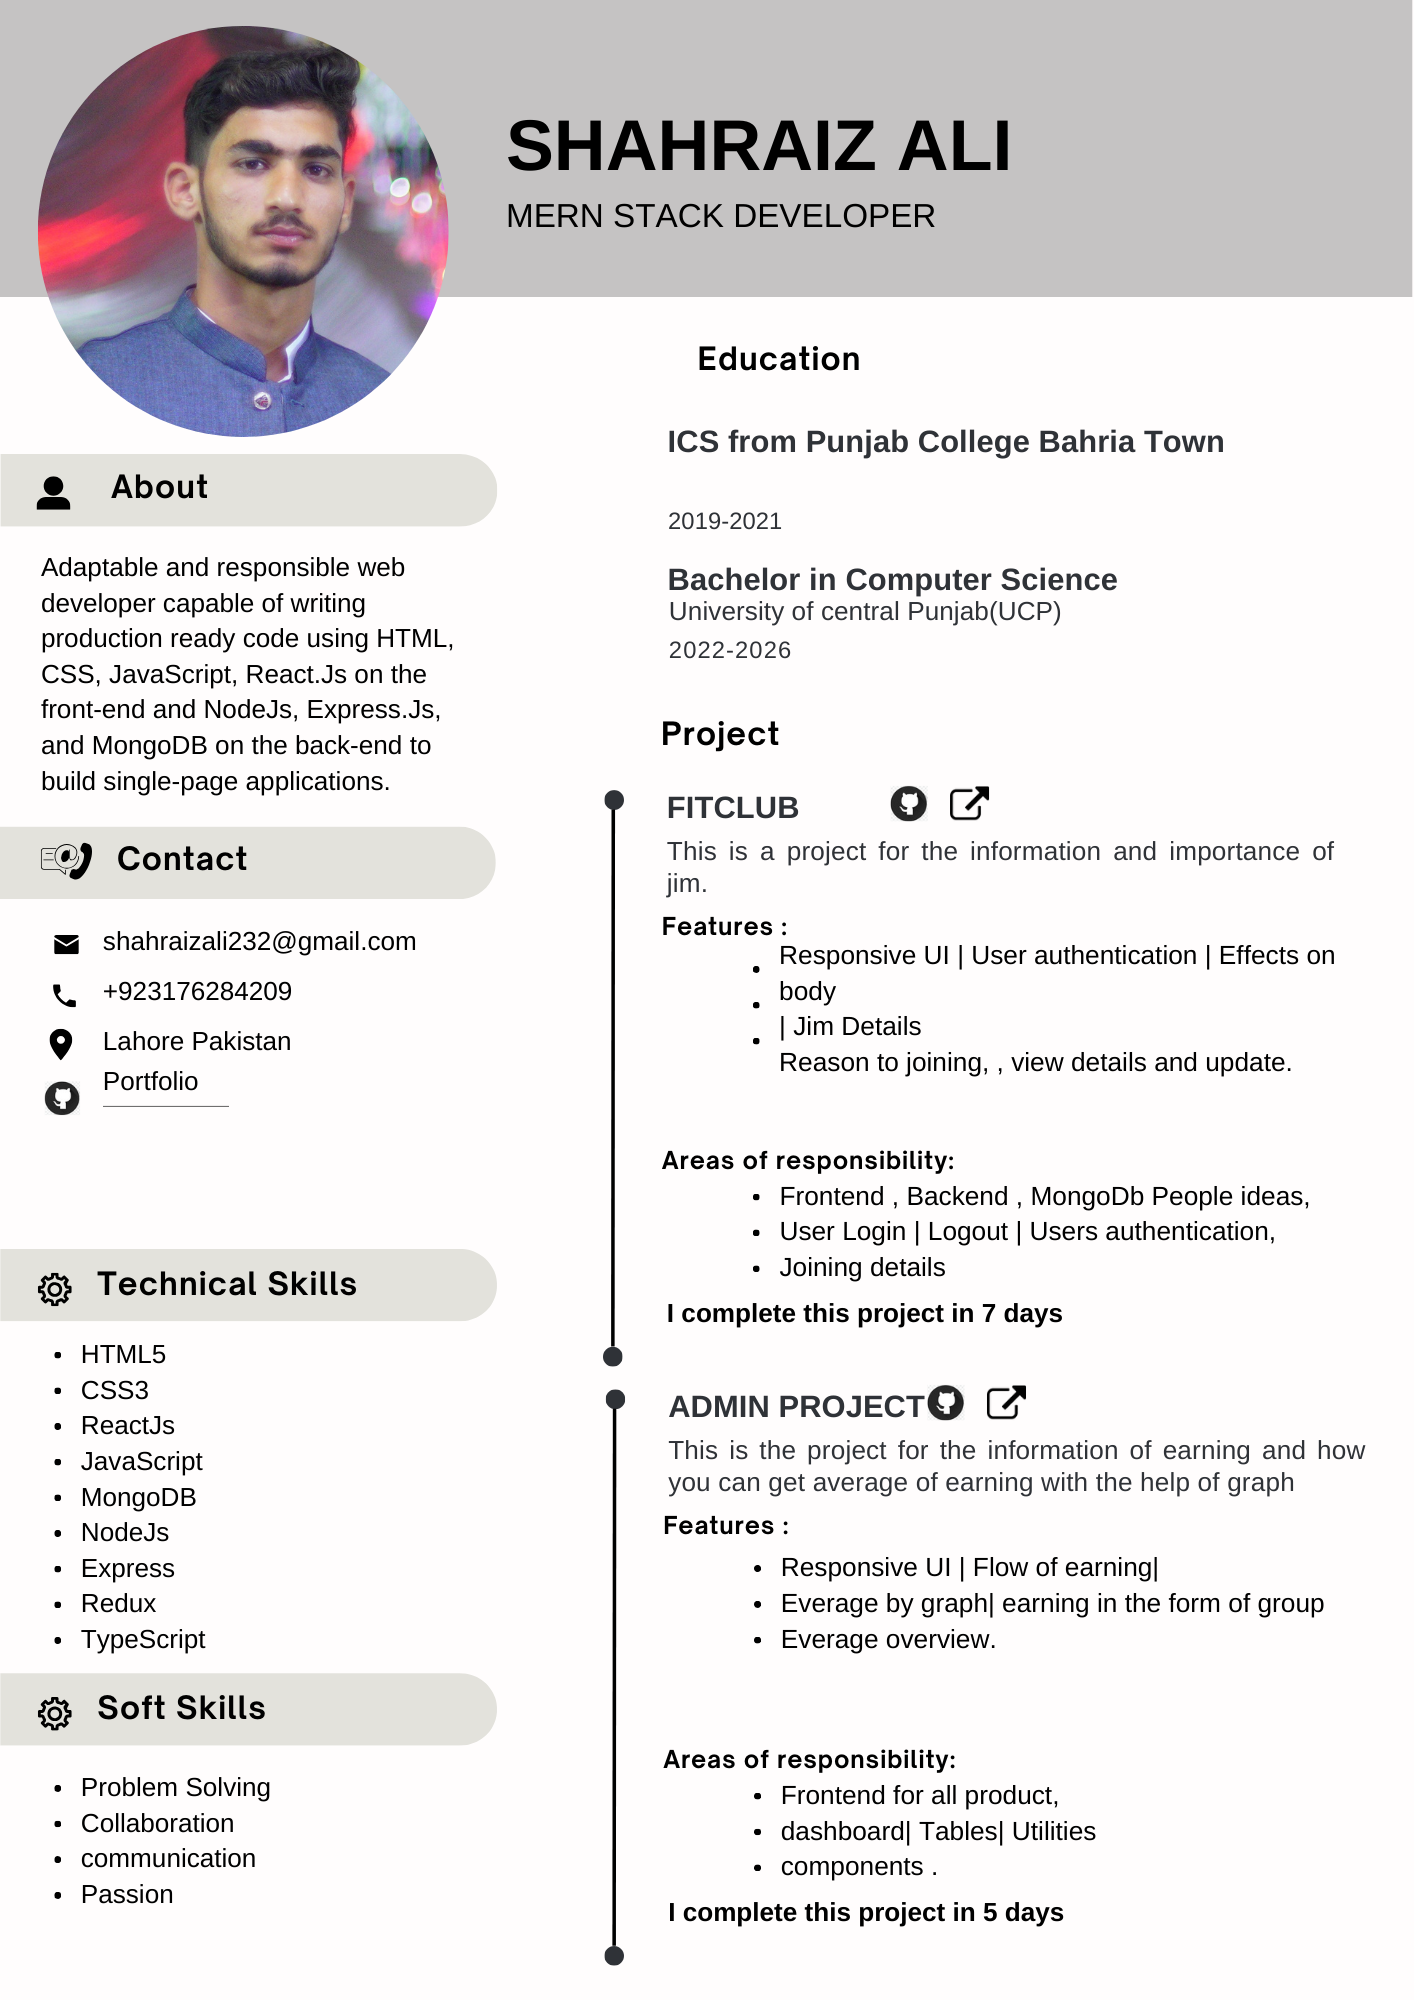 SHAHRAIZ ALI
MERN STACK DEVELOPER
About
Adaptable and responsible web
developer capable of writing
production ready code using HTML,
CSS, JavaScript, React.Js on the
front-end and NodeJs, Express.Js,
and MongoDB on the back-end to
build single-page applications.
Contact
shahraizali232@gmail.com
+923176284209
Lahore Pakistan
Portfolio
Technical Skills
• HTML5
• CSS3
• ReactJs
• JavaScript
• MongoDB
• NodeJs
• Express
• Redux
• TypeScript
Soft Skills
• Problem Solving
• Collaboration
• communication
• Passion
Education
ICS from Punjab College Bahria Town
2019-2021
Bachelor in Computer Science
University of central Punjab(UCP)
2022-2026
Project
FITCLUB
This is a project for the information and importance of
jim.
Features :
• Responsive UI | User authentication | Effects on
• body
• | Jim Details
Reason to joining, , view details and update.
Areas of responsibility:
• Frontend , Backend , MongoDb People ideas,
• User Login | Logout | Users authentication,
• Joining details
I complete this project in 7 days
ADMIN PROJECT
This is the project for the information of earning and how
you can get average of earning with the help of graph
Features :
• Responsive UI | Flow of earning|
• Everage by graph| earning in the form of group
• Everage overview.
Areas of responsibility:
• Frontend for all product,
• dashboard| Tables| Utilities
• components .
I complete this project in 5 days